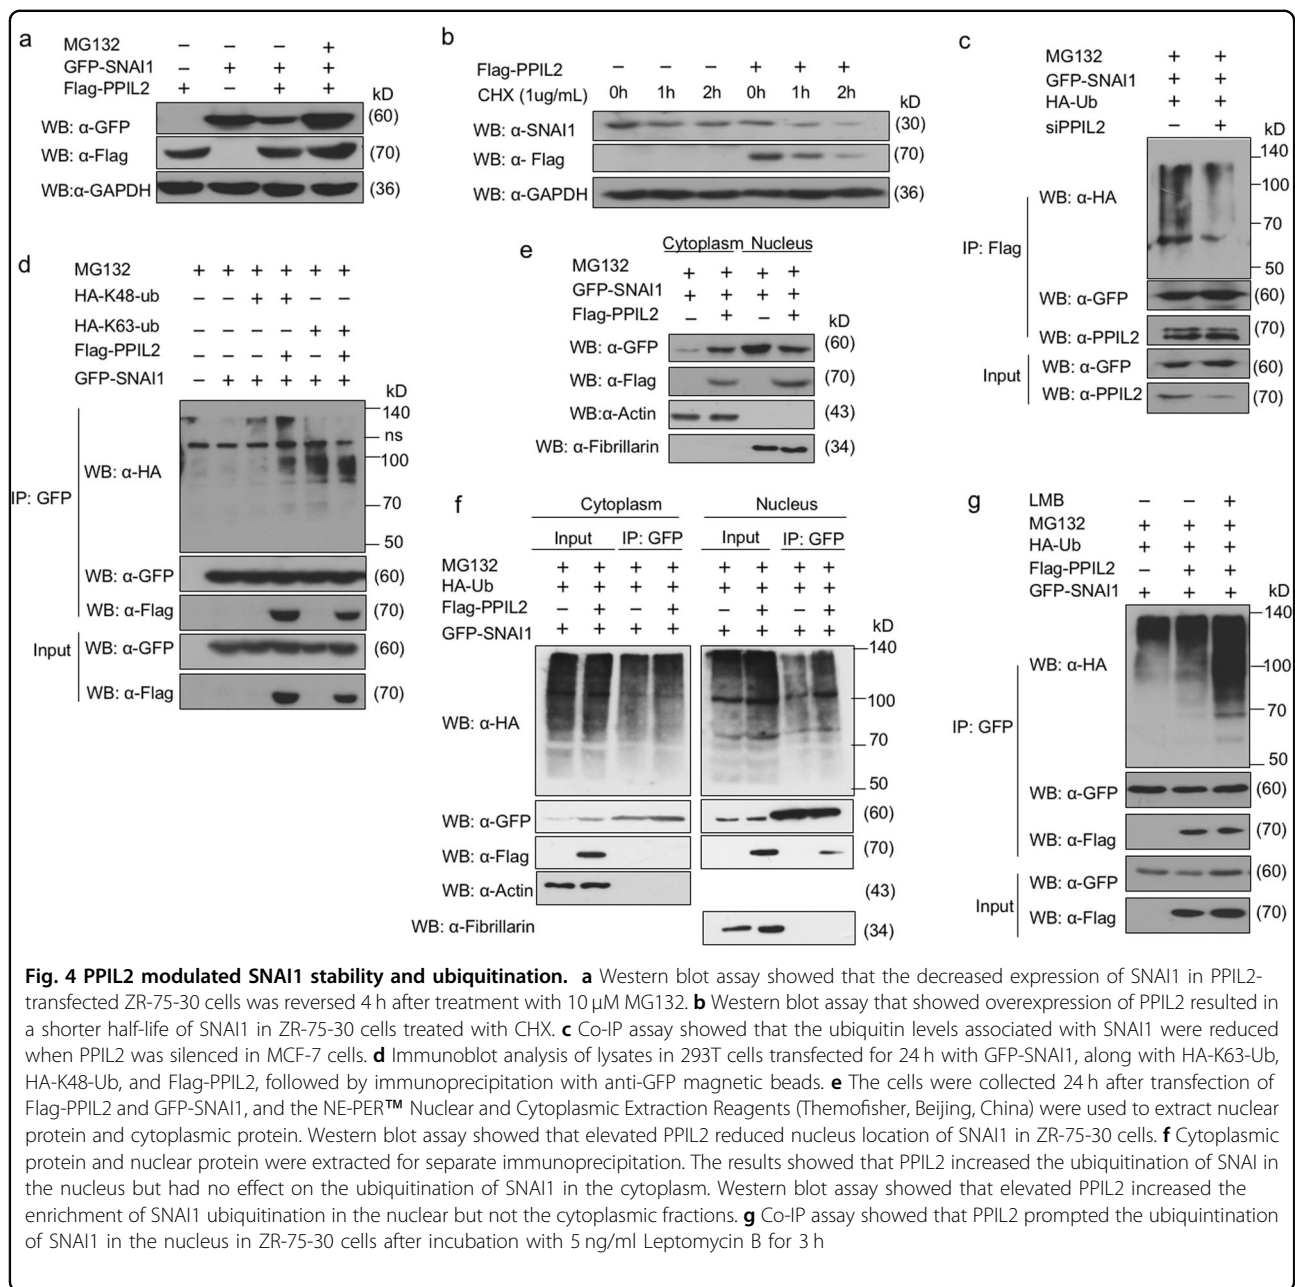 a
MG132 – – – +
GFP-SNAI1 – + + +
Flag-PPIL2 + – + +
kD
WB: α-GFP (60)
WB: α-Flag (70)
WB:α-GAPDH (36)
b
Flag-PPIL2 – – – + + +
CHX (1ug/mL) 0h 1h 2h 0h 1h 2h
kD
WB: α-SNAI1 (30)
WB: α- Flag (70)
WB: α-GAPDH (36)
c
MG132 + +
GFP-SNAI1 + +
HA-Ub + +
siPPIL2 – +
kD
140
100
WB: α-HA
70
IP: Flag
50
WB: α-GFP (60)
WB: α-PPIL2 (70)
Input
WB: α-GFP (60)
WB: α-PPIL2 (70)
d
MG132 + + + + + +
HA-K48-ub – – + + – –
HA-K63-ub – – – – + +
Flag-PPIL2 – – – + – +
GFP-SNAI1 – + + + + +
kD
140
ns
100
WB: α-HA
IP: GFP
70
50
WB: α-GFP (60)
WB: α-Flag (70)
Input
WB: α-GFP (60)
WB: α-Flag (70)
e
Cytoplasm Nucleus
MG132 + + + +
GFP-SNAI1 + + + +
Flag-PPIL2 – + – +
kD
WB: α-GFP (60)
WB: α-Flag (70)
WB:α-Actin (43)
WB: α-Fibrillarin (34)
f
Cytoplasm Nucleus
Input IP: GFP Input IP: GFP
MG132 + + + + + + + +
HA-Ub + + + + + + + +
Flag-PPIL2 – + – + – + – +
GFP-SNAI1 + + + + + + + +
kD
140
100
WB: α-HA
70
50
WB: α-GFP (60)
WB: α-Flag (70)
WB: α-Actin (43)
WB: α-Fibrillarin (34)
g
LMB – – +
MG132 + + +
HA-Ub + + +
Flag-PPIL2 – + +
GFP-SNAI1 + + +
kD
140
WB: α-HA 100
70
IP: GFP
50
WB: α-GFP (60)
WB: α-Flag (70)
Input
WB: α-GFP (60)
WB: α-Flag (70)
Fig. 4 PPIL2 modulated SNAI1 stability and ubiquitination. a Western blot assay showed that the decreased expression of SNAI1 in PPIL2-
transfected ZR-75-30 cells was reversed 4 h after treatment with 10 µM MG132. b Western blot assay that showed overexpression of PPIL2 resulted in
a shorter half-life of SNAI1 in ZR-75-30 cells treated with CHX. c Co-IP assay showed that the ubiquitin levels associated with SNAI1 were reduced
when PPIL2 was silenced in MCF-7 cells. d Immunoblot analysis of lysates in 293T cells transfected for 24 h with GFP-SNAI1, along with HA-K63-Ub,
HA-K48-Ub, and Flag-PPIL2, followed by immunoprecipitation with anti-GFP magnetic beads. e The cells were collected 24 h after transfection of
Flag-PPIL2 and GFP-SNAI1, and the NE-PER™ Nuclear and Cytoplasmic Extraction Reagents (Themofisher, Beijing, China) were used to extract nuclear
protein and cytoplasmic protein. Western blot assay showed that elevated PPIL2 reduced nucleus location of SNAI1 in ZR-75-30 cells. f Cytoplasmic
protein and nuclear protein were extracted for separate immunoprecipitation. The results showed that PPIL2 increased the ubiquitination of SNAI in
the nucleus but had no effect on the ubiquitination of SNAI1 in the cytoplasm. Western blot assay showed that elevated PPIL2 increased the
enrichment of SNAI1 ubiquitination in the nuclear but not the cytoplasmic fractions. g Co-IP assay showed that PPIL2 prompted the ubiquintination
of SNAI1 in the nucleus in ZR-75-30 cells after incubation with 5 ng/ml Leptomycin B for 3 h